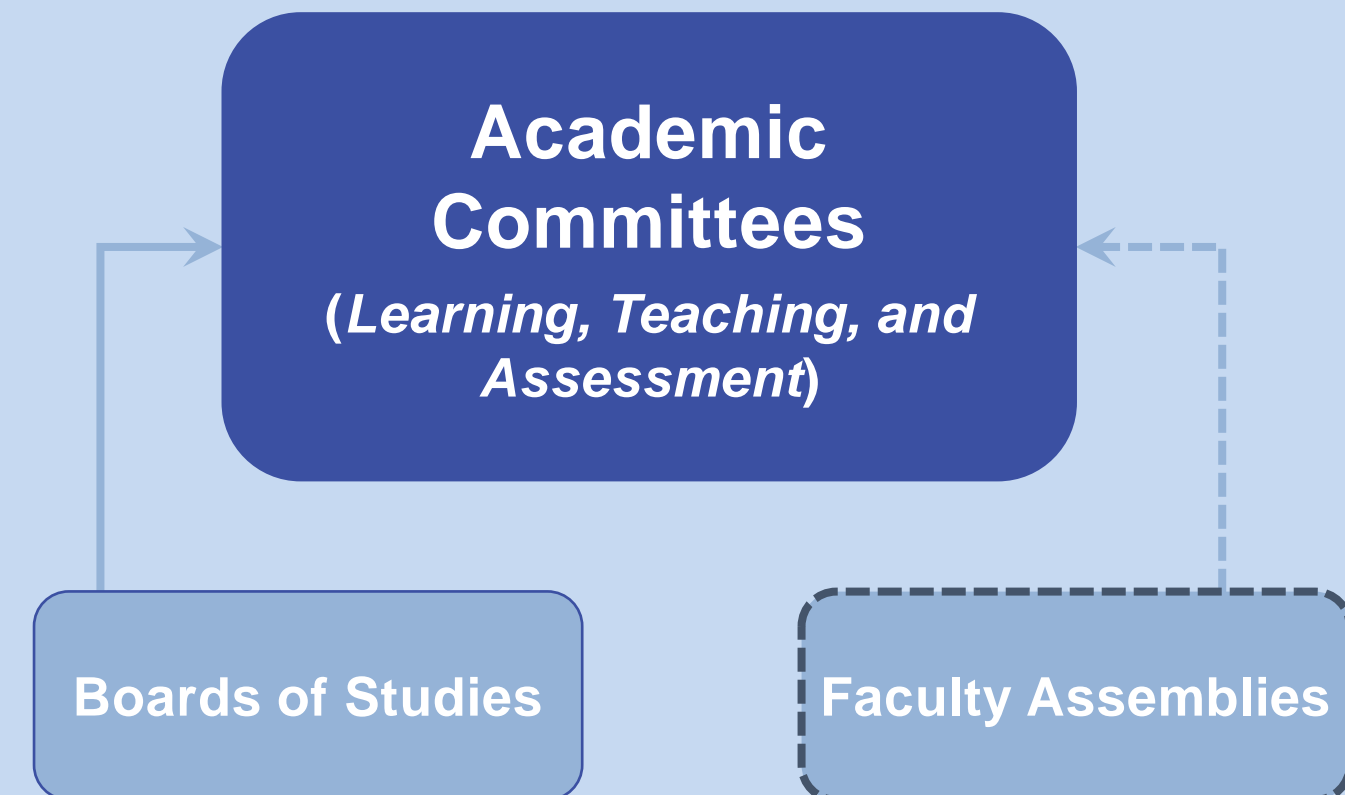 Academic
Committees
(Learning, Teaching, and
Assessment)
Boards of Studies
Faculty Assemblies